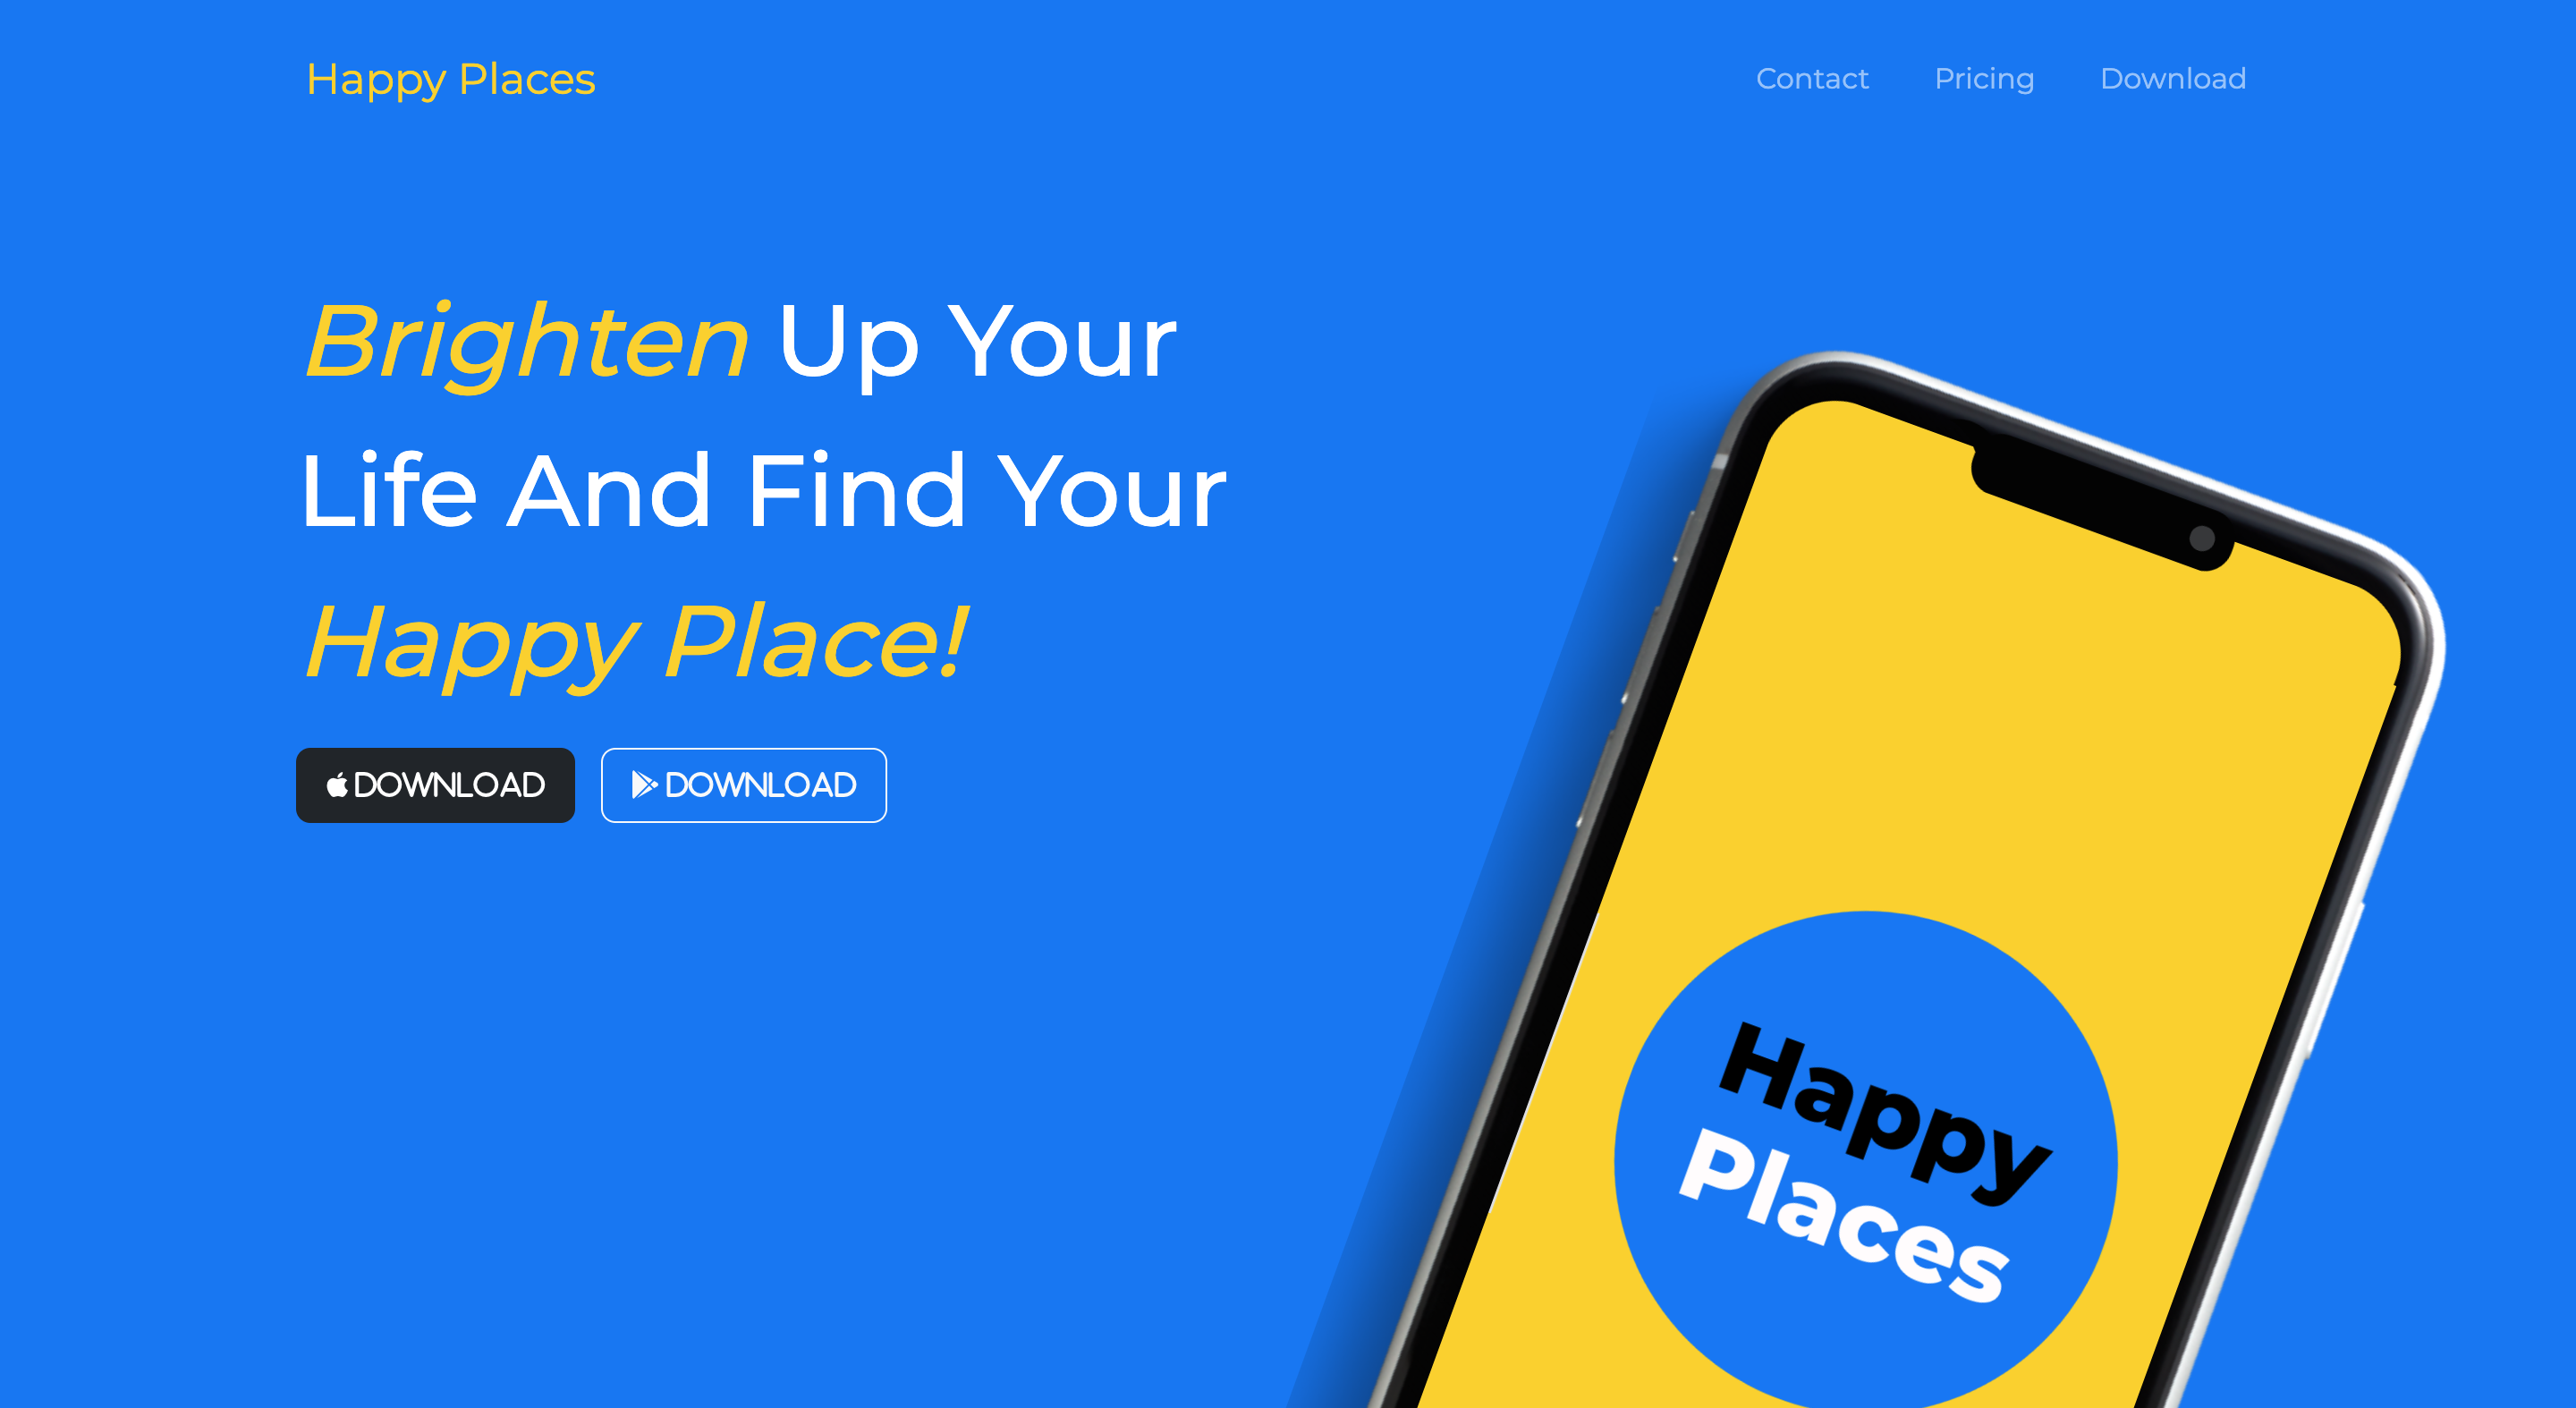 Happy Places
Contact Pricing Download
Brighten Up Your
Life And Find Your
Happy Place!
DOWNLOAD DOWNLOAD
Happy
Places